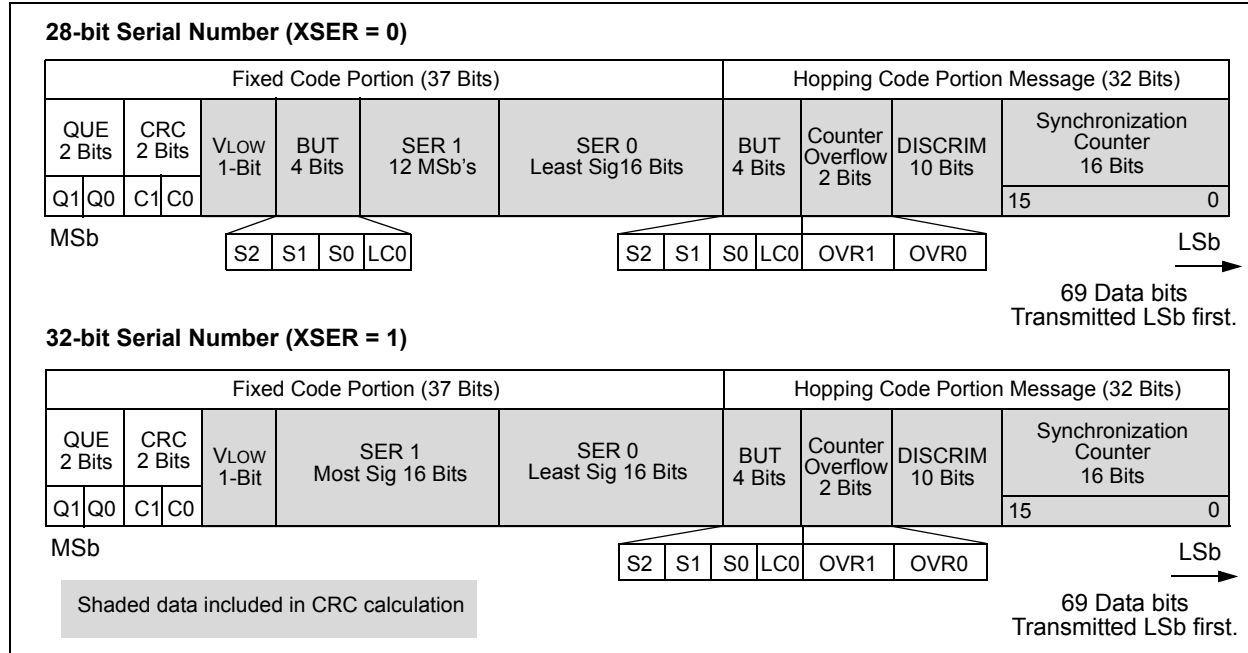 28-bit Serial Number (XSER = 0)
Fixed Code Portion (37 Bits)
Hopping Code Portion Message (32 Bits)
QUE
2 Bits
CRC
2 Bits
VLOW
1-Bit
BUT
4 Bits
SER 1
12 MSb's
SER 0
Least Sig16 Bits
BUT
4 Bits
Counter
Overflow
2 Bits
DISCRIM
10 Bits
Synchronization
Counter
16 Bits
Q1 Q0 C1 C0
15 0
MSb
S2 S1 S0 LC0
S2 S1 S0 LC0 OVR1 OVR0
LSb
69 Data bits
Transmitted LSb first.
32-bit Serial Number (XSER = 1)
Fixed Code Portion (37 Bits)
Hopping Code Portion Message (32 Bits)
QUE
2 Bits
CRC
2 Bits
VLOW
1-Bit
SER 1
Most Sig 16 Bits
SER 0
Least Sig 16 Bits
BUT
4 Bits
Counter
Overflow
2 Bits
DISCRIM
10 Bits
Synchronization
Counter
16 Bits
Q1 Q0 C1 C0
15 0
MSb
S2 S1 S0 LC0 OVR1 OVR0
LSb
Shaded data included in CRC calculation
69 Data bits
Transmitted LSb first.